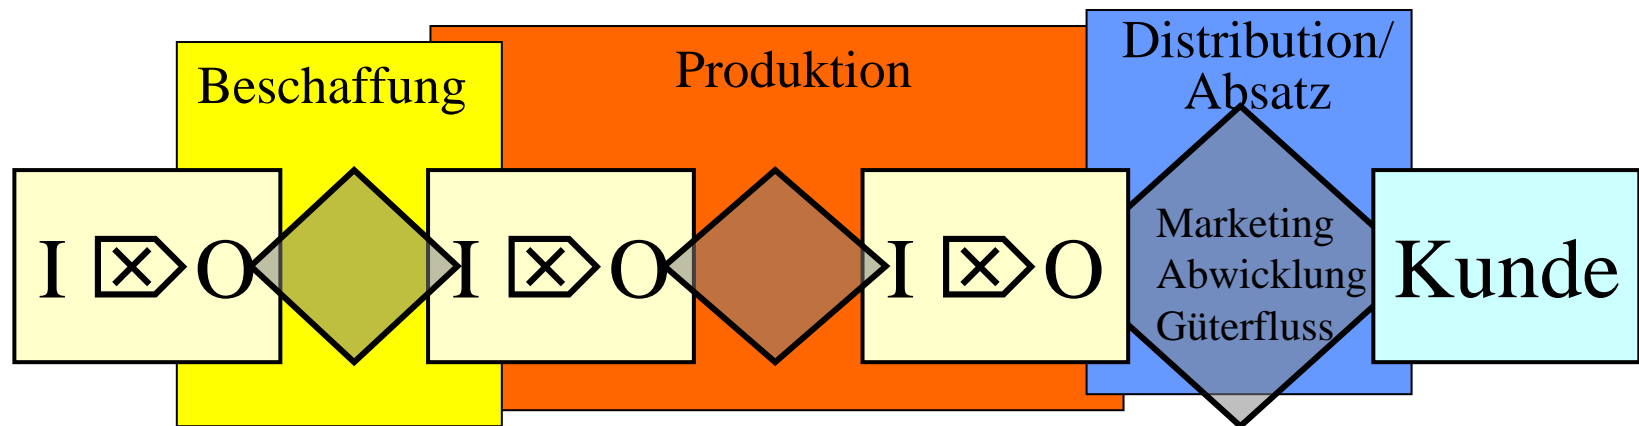 Beschaffung
Produktion
Distribution/
Absatz
I ⌦ O
I ⌦ O
I ⌦ O
Marketing
Abwicklung
Güterfluss
Kunde